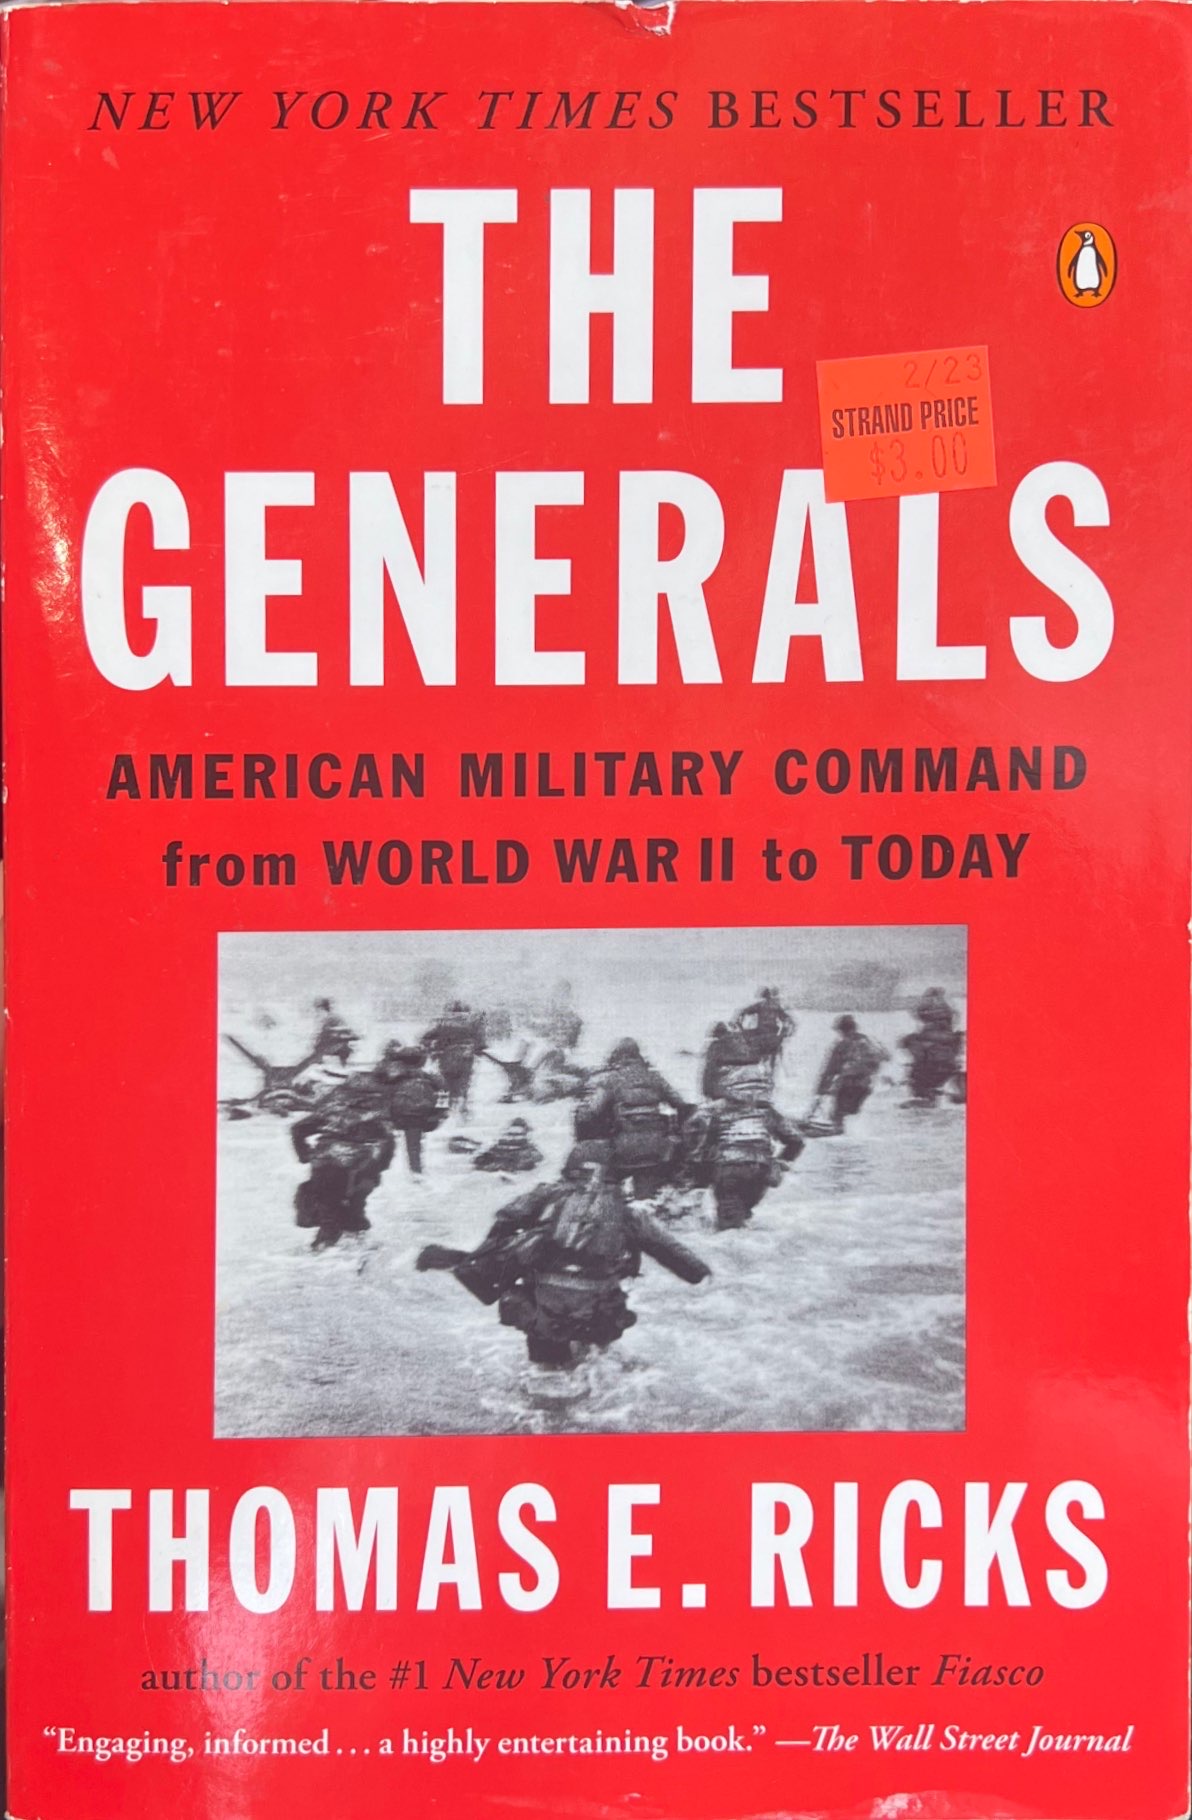 NEW YORK TIMES BESTSELLER
THE
2/23
STRAND PRICE
$3.00
GENERALS
AMERICAN MILITARY COMMAND
from WORLD WAR II to TODAY
THOMAS E. RICKS
author of the #1 New York Times bestseller Fiasco
“Engaging, informed . . . a highly entertaining book.” —The Wall Street Journal